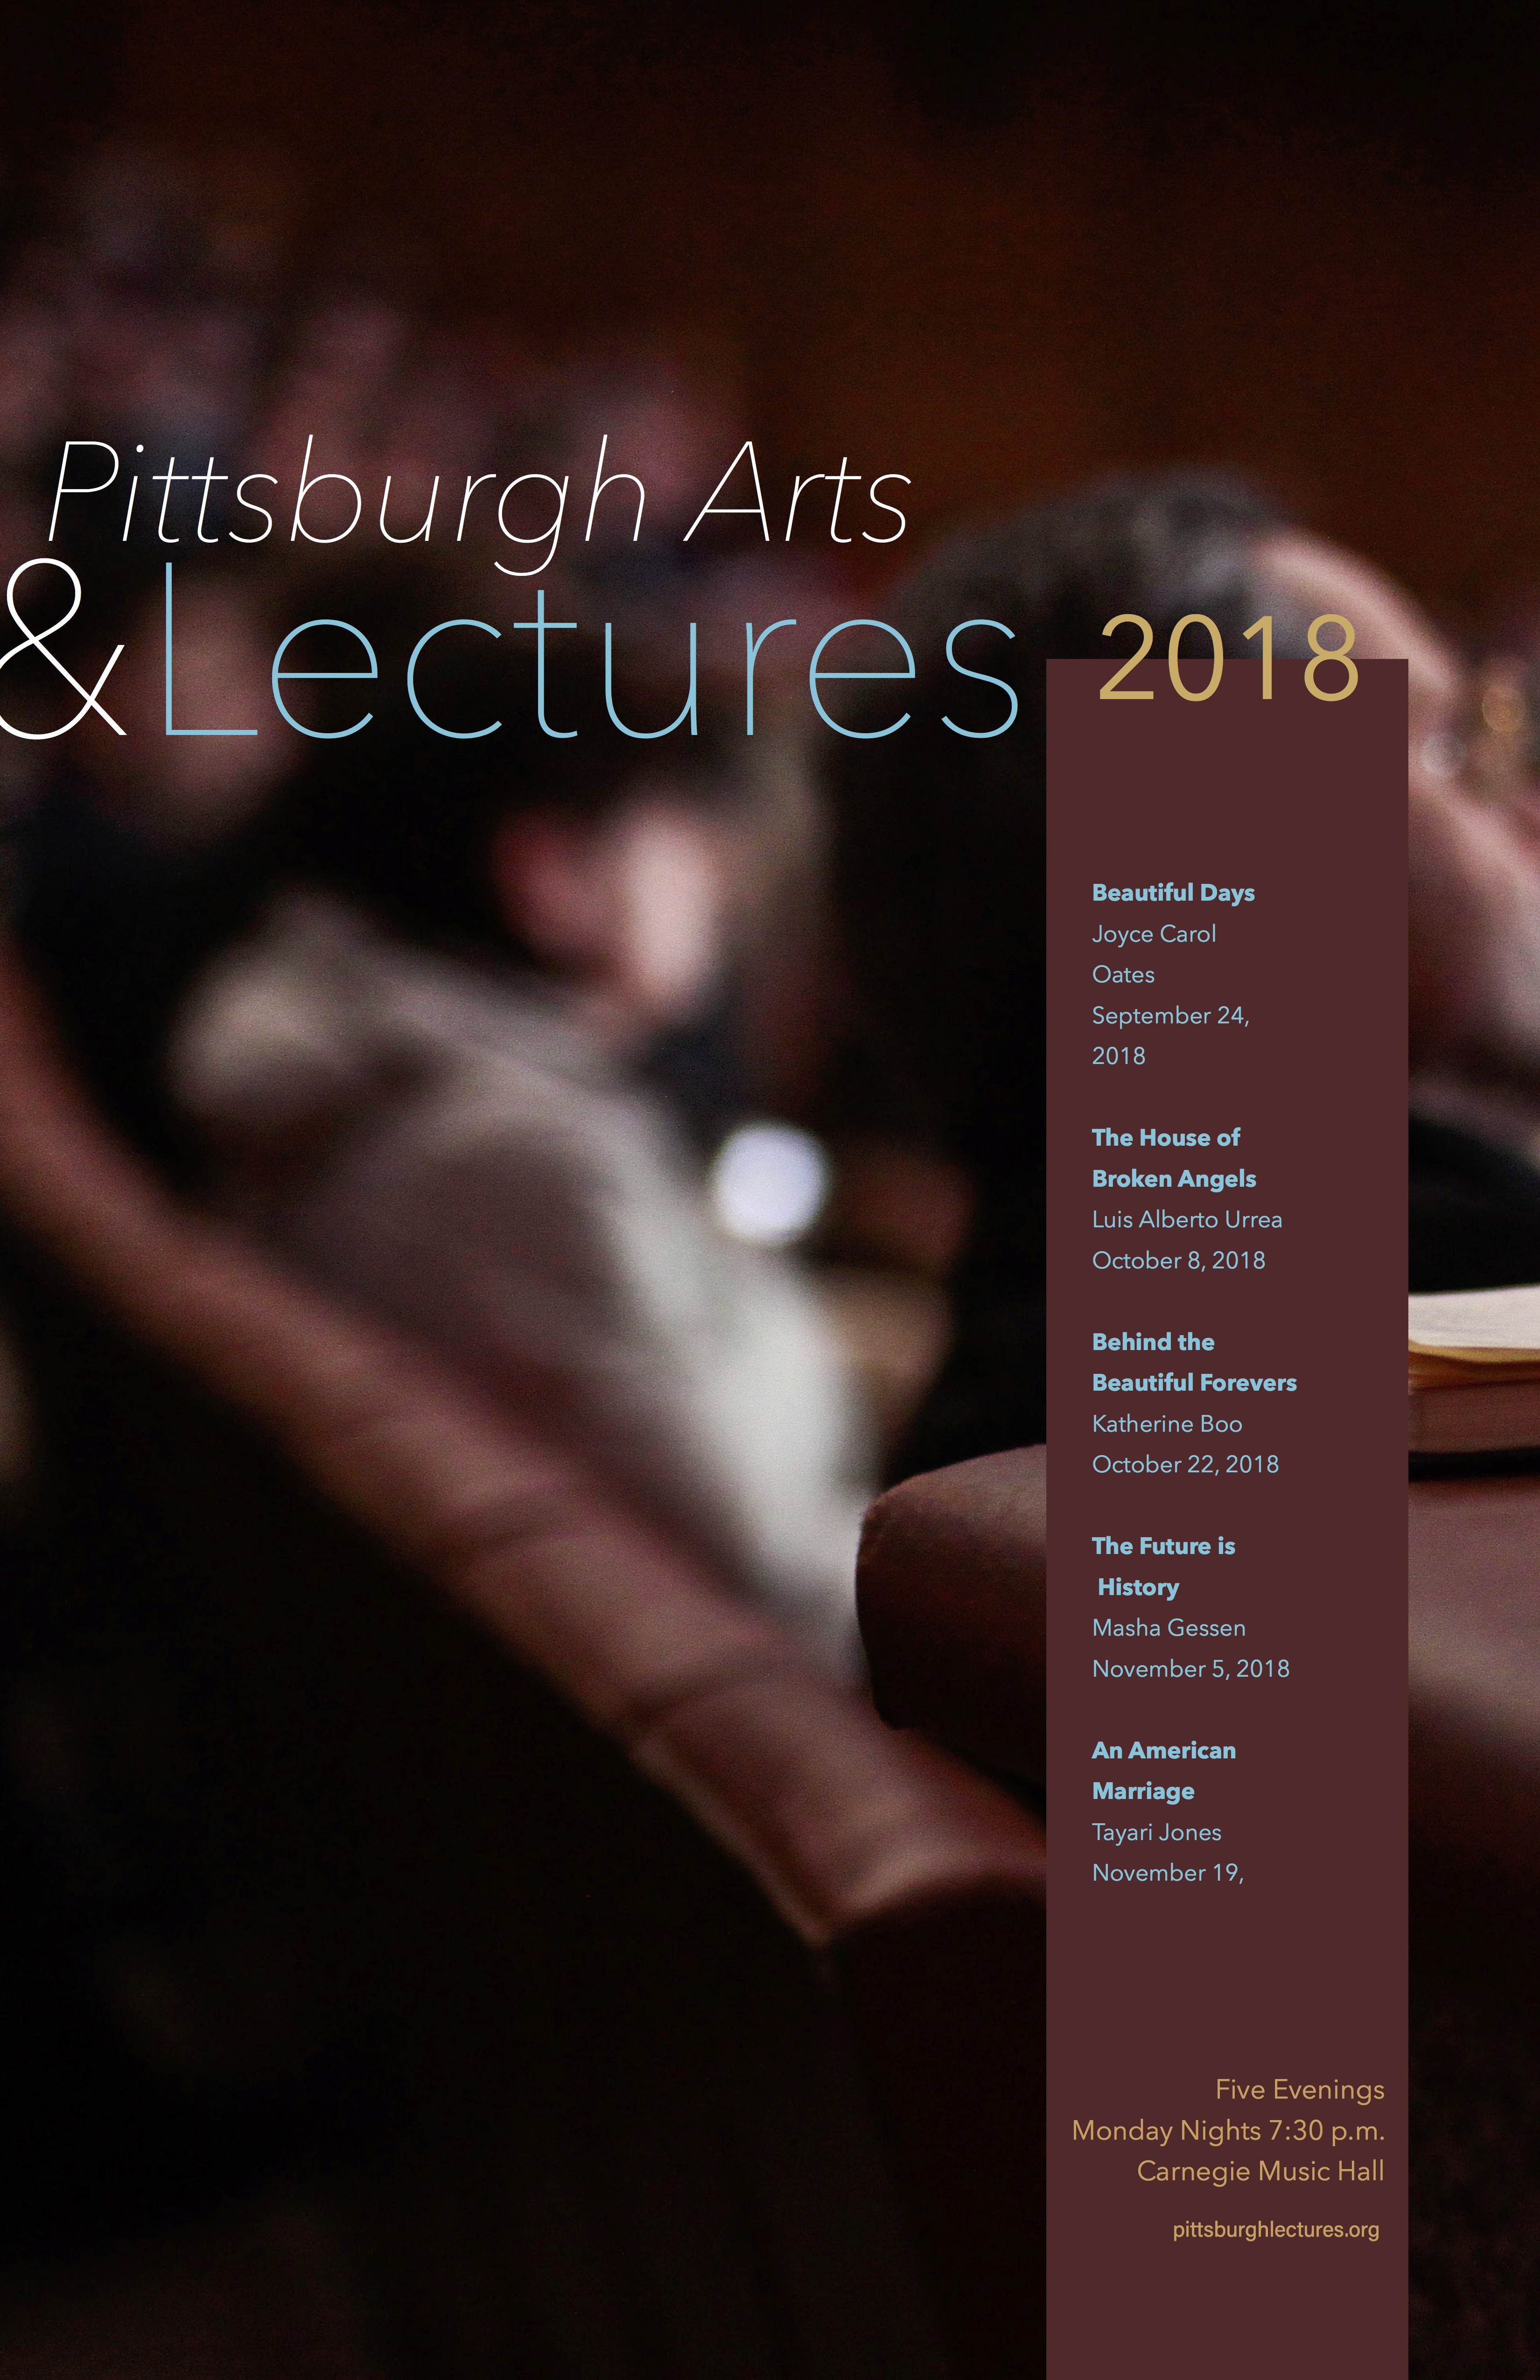 Pittsburgh Arts
&Lectures 2018
Beautiful Days
Joyce Carol
Oates
September 24,
2018
The House of
Broken Angels
Luis Alberto Urrea
October 8, 2018
Behind the
Beautiful Forevers
Katherine Boo
October 22, 2018
The Future is
History
Masha Gessen
November 5, 2018
An American
Marriage
Tayari Jones
November 19,
Five Evenings
Monday Nights 7:30 p.m.
Carnegie Music Hall
pittsburghlectures.org